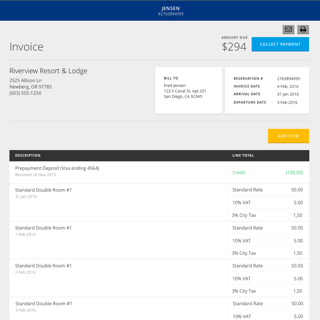 JENSEN
#2763894955
Invoice
AMOUNT DUE
$294
COLLECT PAYMENT
Riverview Resort & Lodge
2525 Allison Ln
Newberg, OR 97785
(503) 555-1234
BILL TO
Fred Jensen
123 S Canal St, Apt 201
San Diego, CA 92345
RESERVATION # 2763894955
INVOICE DATE 4 Feb, 2016
ARRIVAL DATE 31 Jan 2016
DEPARTURE DATE 3 Feb 2016
ADD ITEM
DESCRIPTION LINE TOTAL
Prepayment Deposit (Visa ending 4564) Credit (100,00)
Received 28 Nov 2015
Standard Double Room #1 Standard Rate 50.00
31 Jan 2016
10% VAT 5.00
3% City Tax 1,50
Standard Double Room #1 Standard Rate 50.00
1 Feb 2016
10% VAT 5.00
3% City Tax 1,50
Standard Double Room #1 Standard Rate 50.00
2 Feb 2016
10% VAT 5.00
3% City Tax 1,50
Standard Double Room #1 Standard Rate 50.00
3 Feb 2016
10% VAT 5.00